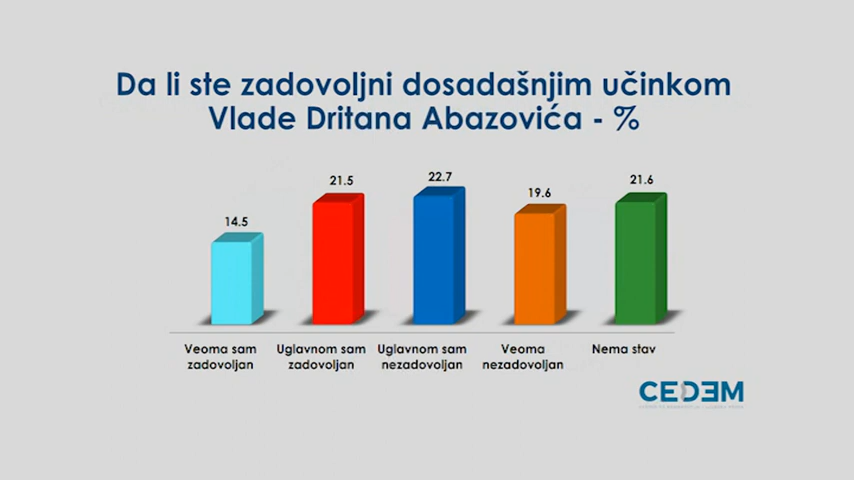 Da li ste zadovoljni dosadašnjim učinkom
Vlade Dritana Abazovića - %
14.5
21.5
22.7
19.6
21.6
Veoma sam
zadovoljan
Uglavnom sam
zadovoljan
Uglavnom sam
nezadovoljan
Veoma
nezadovoljan
Nema stav
CEDEM